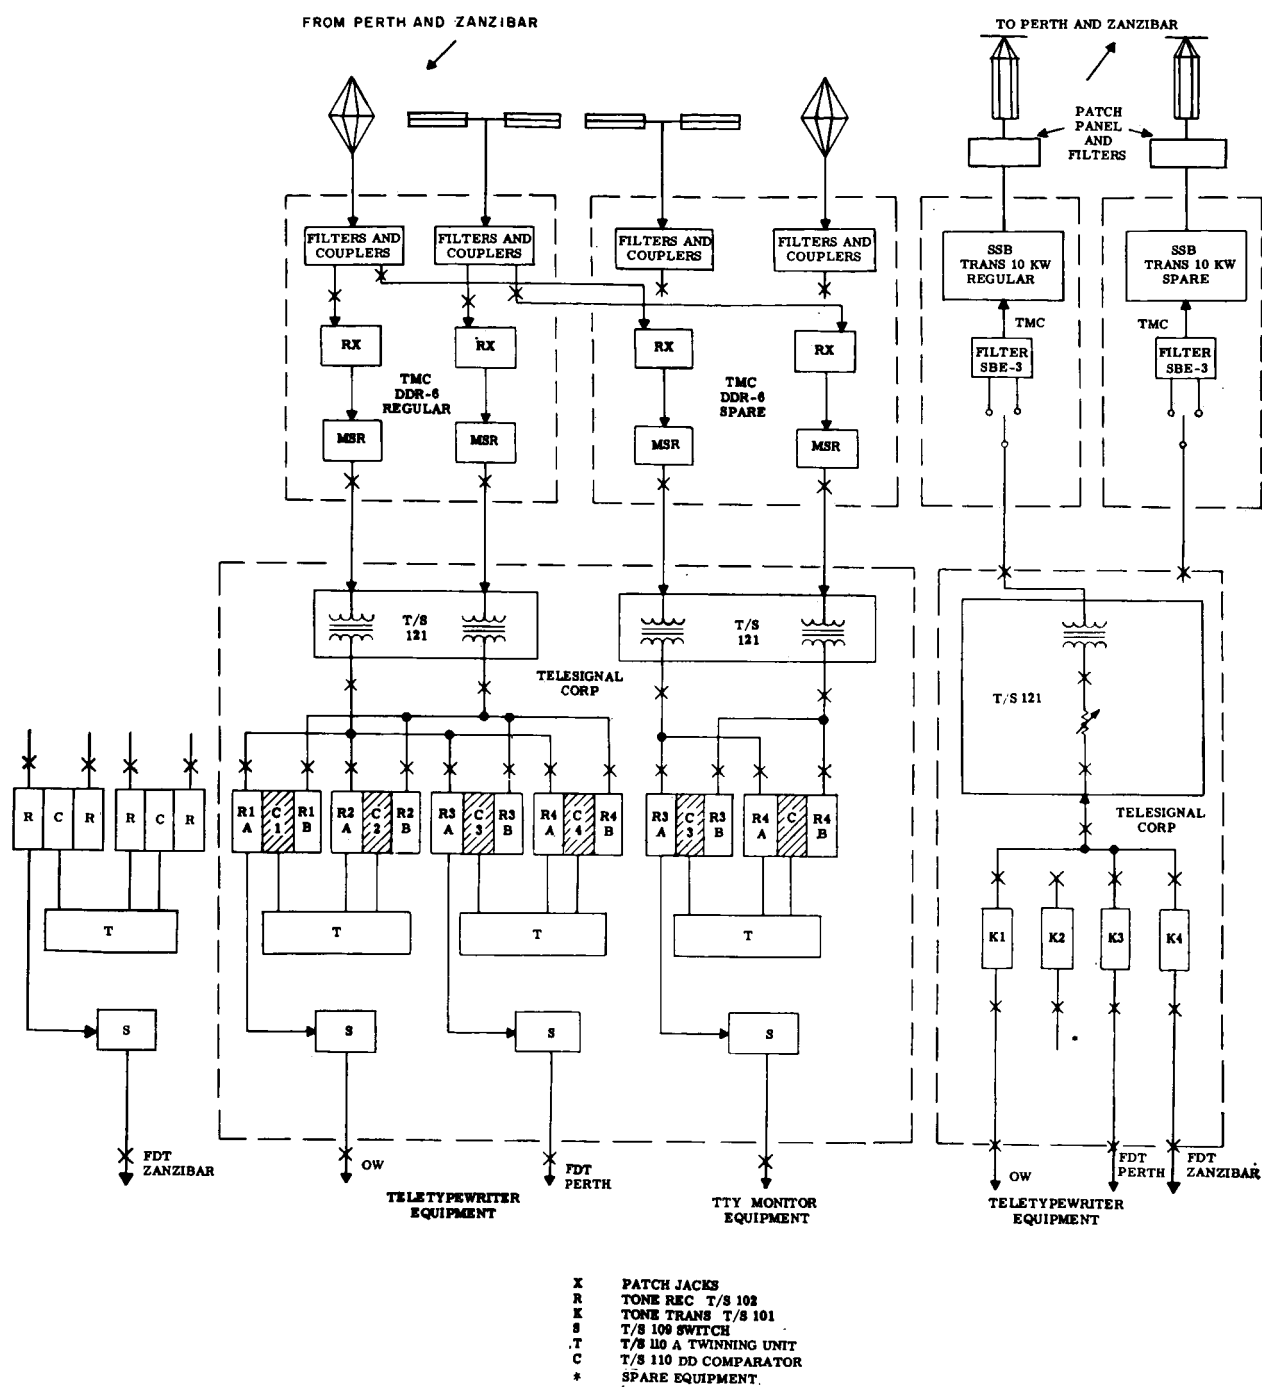 FROM PERTH AND ZANZIBAR
TO PERTH AND ZANZIBAR
PATCH
PANEL
AND
FILTERS
FILTERS AND
COUPLERS
FILTERS AND
COUPLERS
FILTERS AND
COUPLERS
FILTERS AND
COUPLERS
SSB
TRANS 10 KW
REGULAR
SSB
TRANS 10 KW
SPARE
RX
RX
RX
RX
TMC
TMC
FILTER
SBE-3
FILTER
SBE-3
TMC
DDR-6
REGULAR
TMC
DDR-6
SPARE
MSR
MSR
MSR
MSR
T/S
121
T/S
121
TELESIGNAL
CORP
T/S 121
TELESIGNAL
CORP
R C R
R C R
R1 A C 1 R1 B
R2 A C 2 R2 B
R3 A C 3 R3 B
R4 A C 4 R4 B
R3 A C 3 R3 B
R4 A C R4 B
T
T
T
T
K1
K2
K3
K4
S
S
S
S
*
FDT
ZANZIBAR
OW
FDT
PERTH
OW
FDT
PERTH
FDT
ZANZIBAR
TELETYPEWRITER
EQUIPMENT
TTY MONITOR
EQUIPMENT
TELETYPEWRITER
EQUIPMENT
X PATCH JACKS
R TONE REC T/S 102
K TONE TRANS T/S 101
S T/S 109 SWITCH
T T/S 110 A TWINNING UNIT
C T/S 110 DD COMPARATOR
* SPARE EQUIPMENT